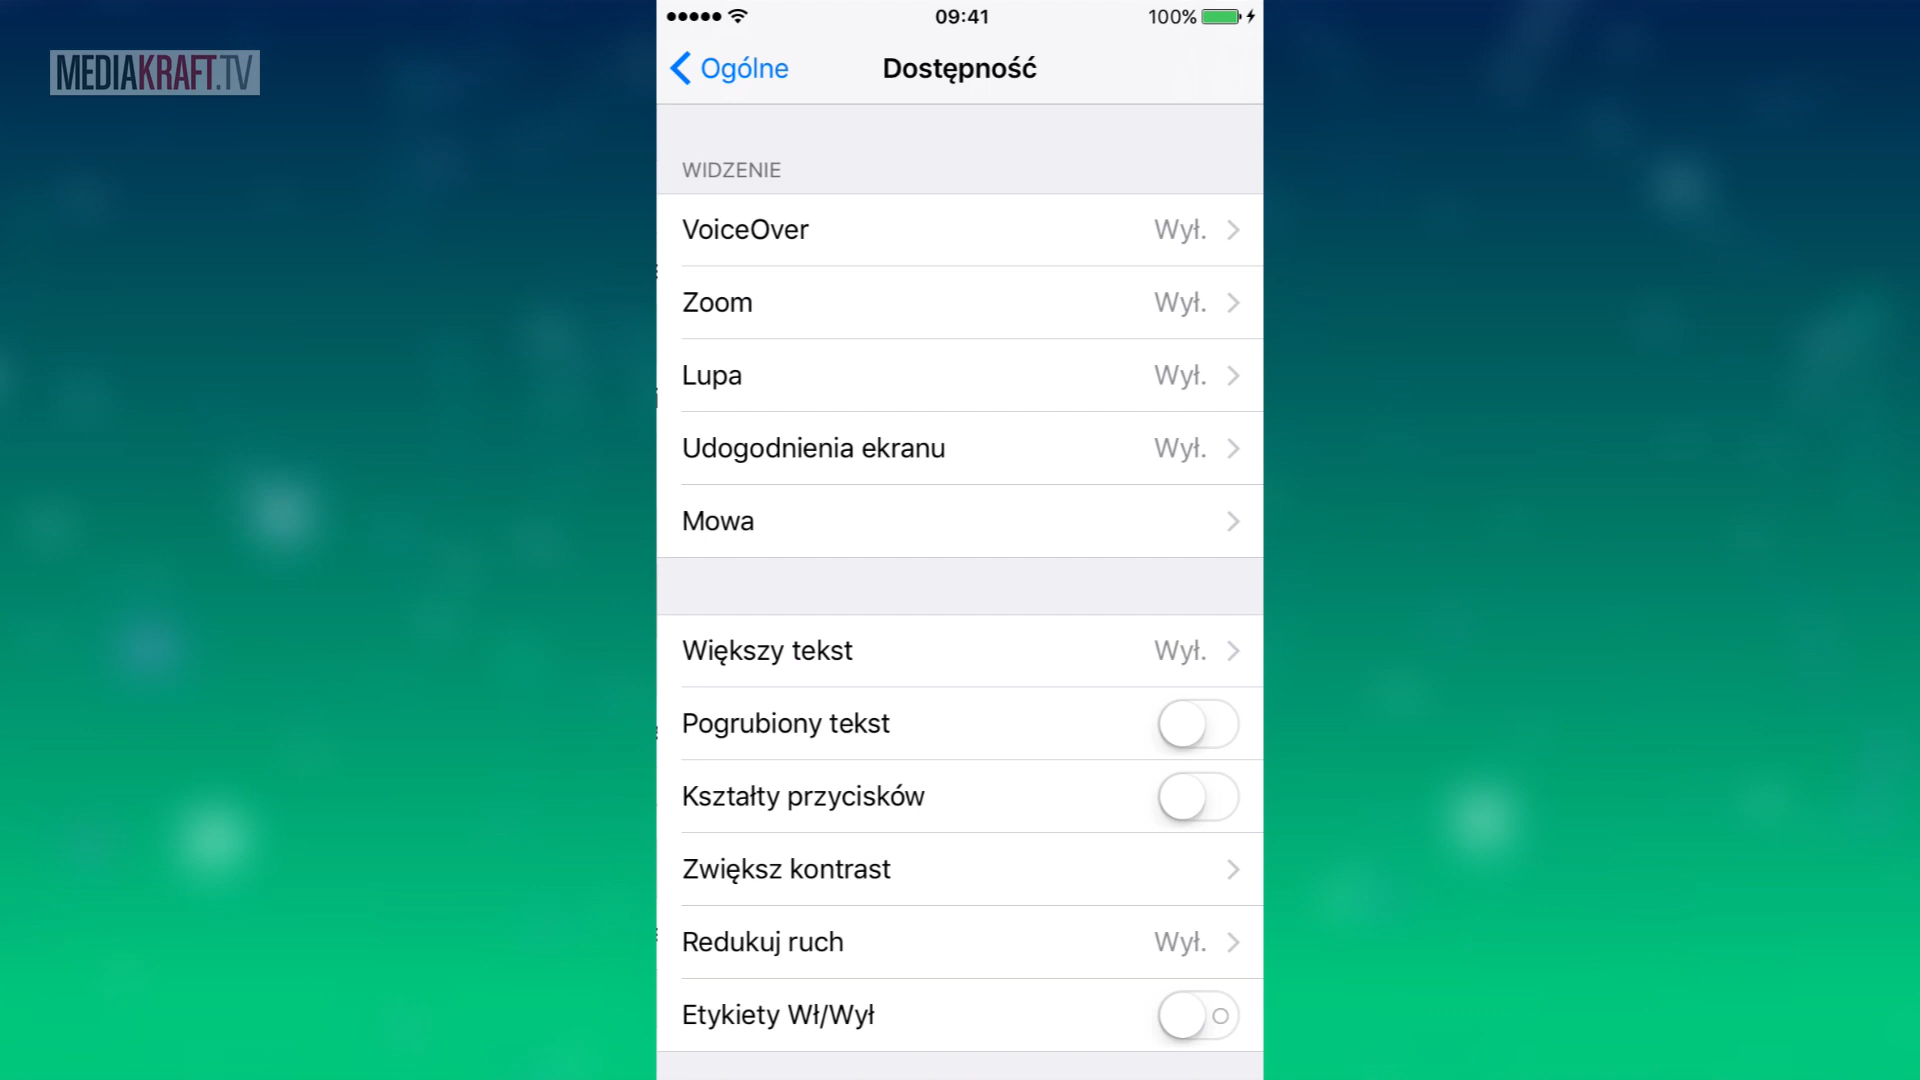 MEDIAKRAFT.TV
09:41
100%
Ogólne
Dostępność
WIDZENIE
VoiceOver Wył.
Zoom Wył.
Lupa Wył.
Udogodnienia ekranu Wył.
Mowa
Większy tekst Wył.
Pogrubiony tekst
Kształty przycisków
Zwiększ kontrast
Redukuj ruch Wył.
Etykiety Wł/Wył